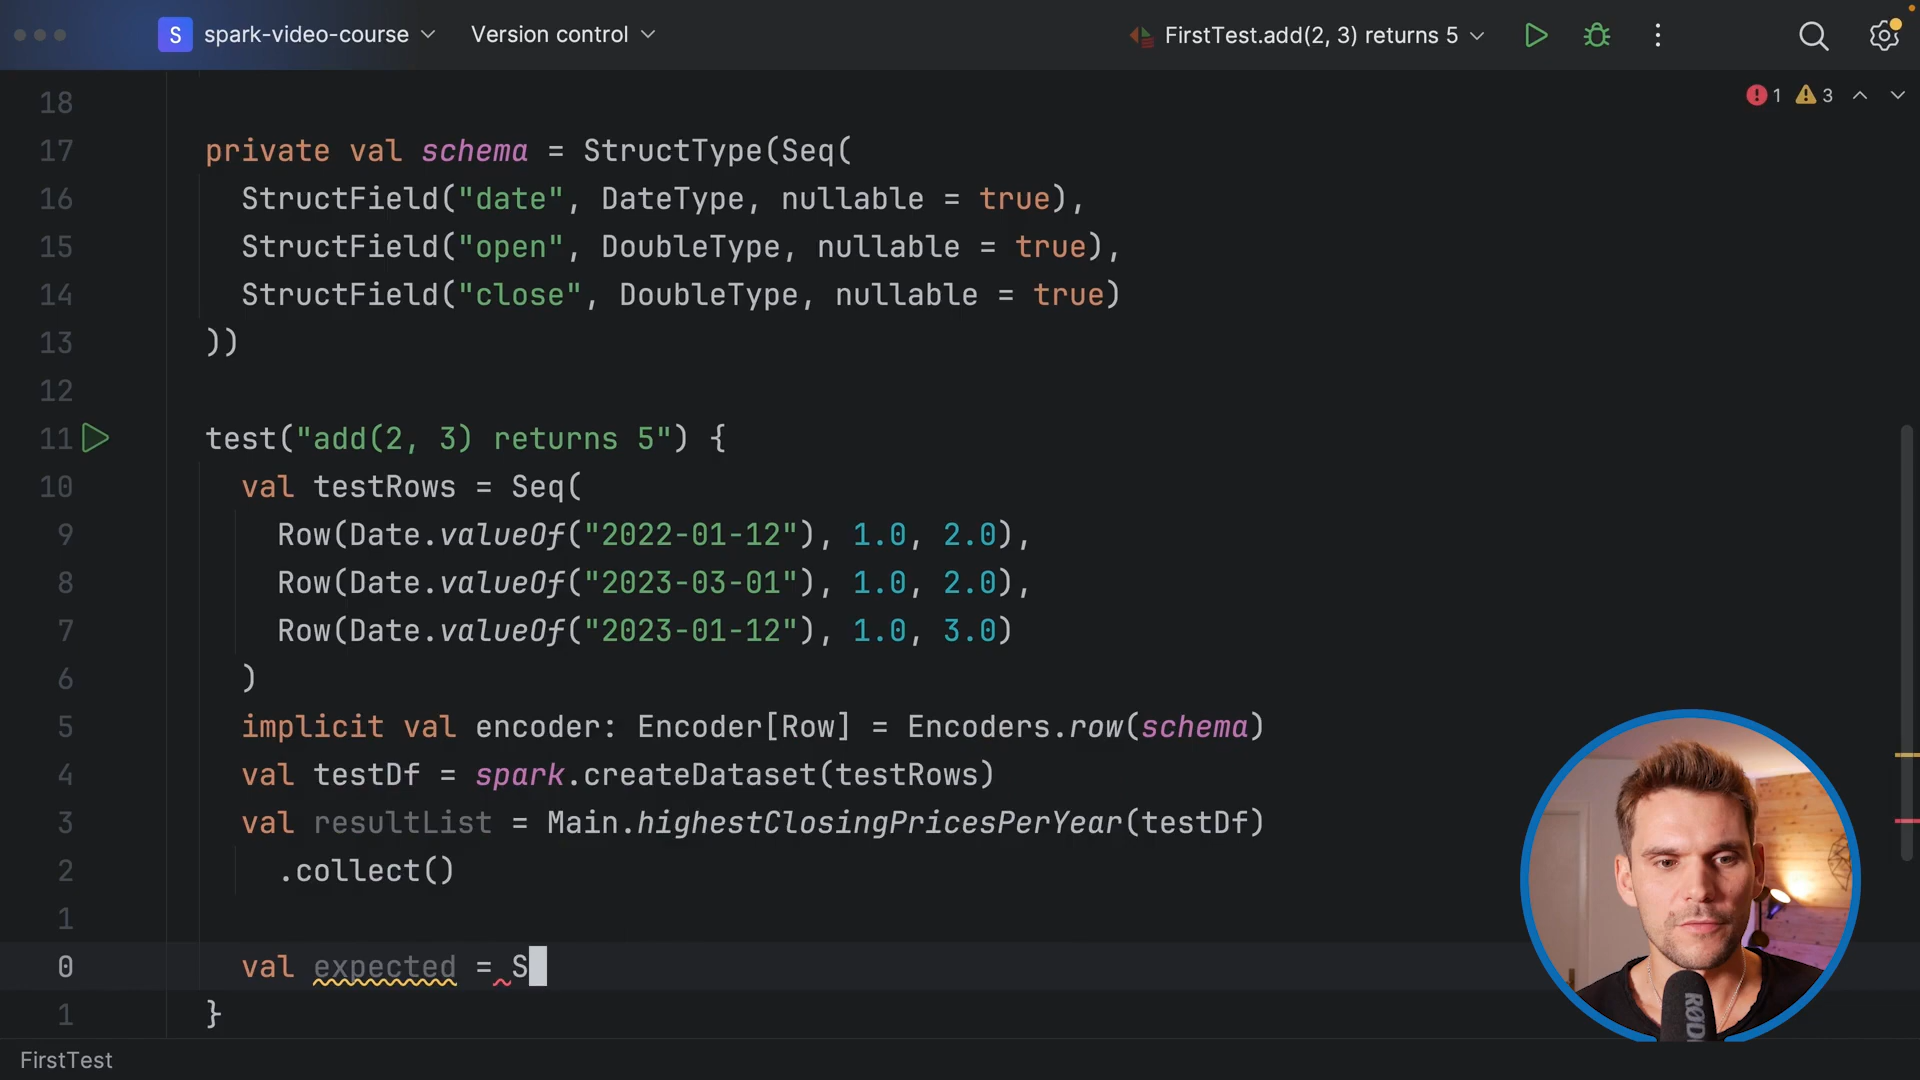 S spark-video-course Version control FirstTest.add(2, 3) returns 5
1 3
18
17 private val schema = StructType(Seq(
16 StructField("date", DateType, nullable = true),
15 StructField("open", DoubleType, nullable = true),
14 StructField("close", DoubleType, nullable = true)
13 ))
12
11 test("add(2, 3) returns 5") {
10 val testRows = Seq(
9 Row(Date.valueOf("2022-01-12"), 1.0, 2.0),
8 Row(Date.valueOf("2023-03-01"), 1.0, 2.0),
7 Row(Date.valueOf("2023-01-12"), 1.0, 3.0)
6 )
5 implicit val encoder: Encoder[Row] = Encoders.row(schema)
4 val testDf = spark.createDataset(testRows)
3 val resultList = Main.highestClosingPricesPerYear(testDf)
2 .collect()
1
0 val expected = S
1 }
FirstTest